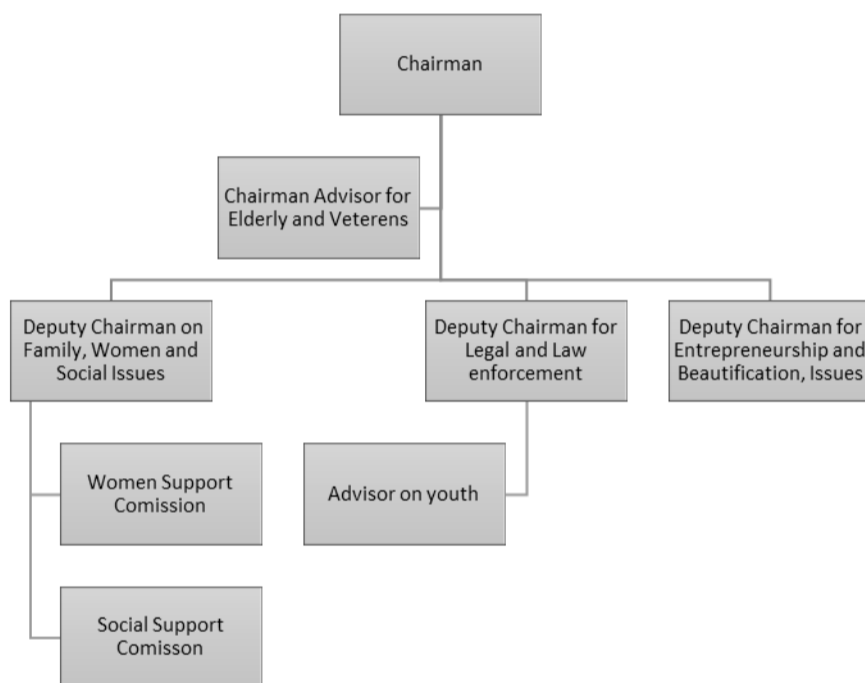 Chairman
Chairman Advisor for
Elderly and Veterens
Deputy Chairman on
Family, Women and
Social Issues
Deputy Chairman for
Legal and Law
enforcement
Deputy Chairman for
Entrepreneurship and
Beautification, Issues
Women Support
Comission
Advisor on youth
Social Support
Comisson